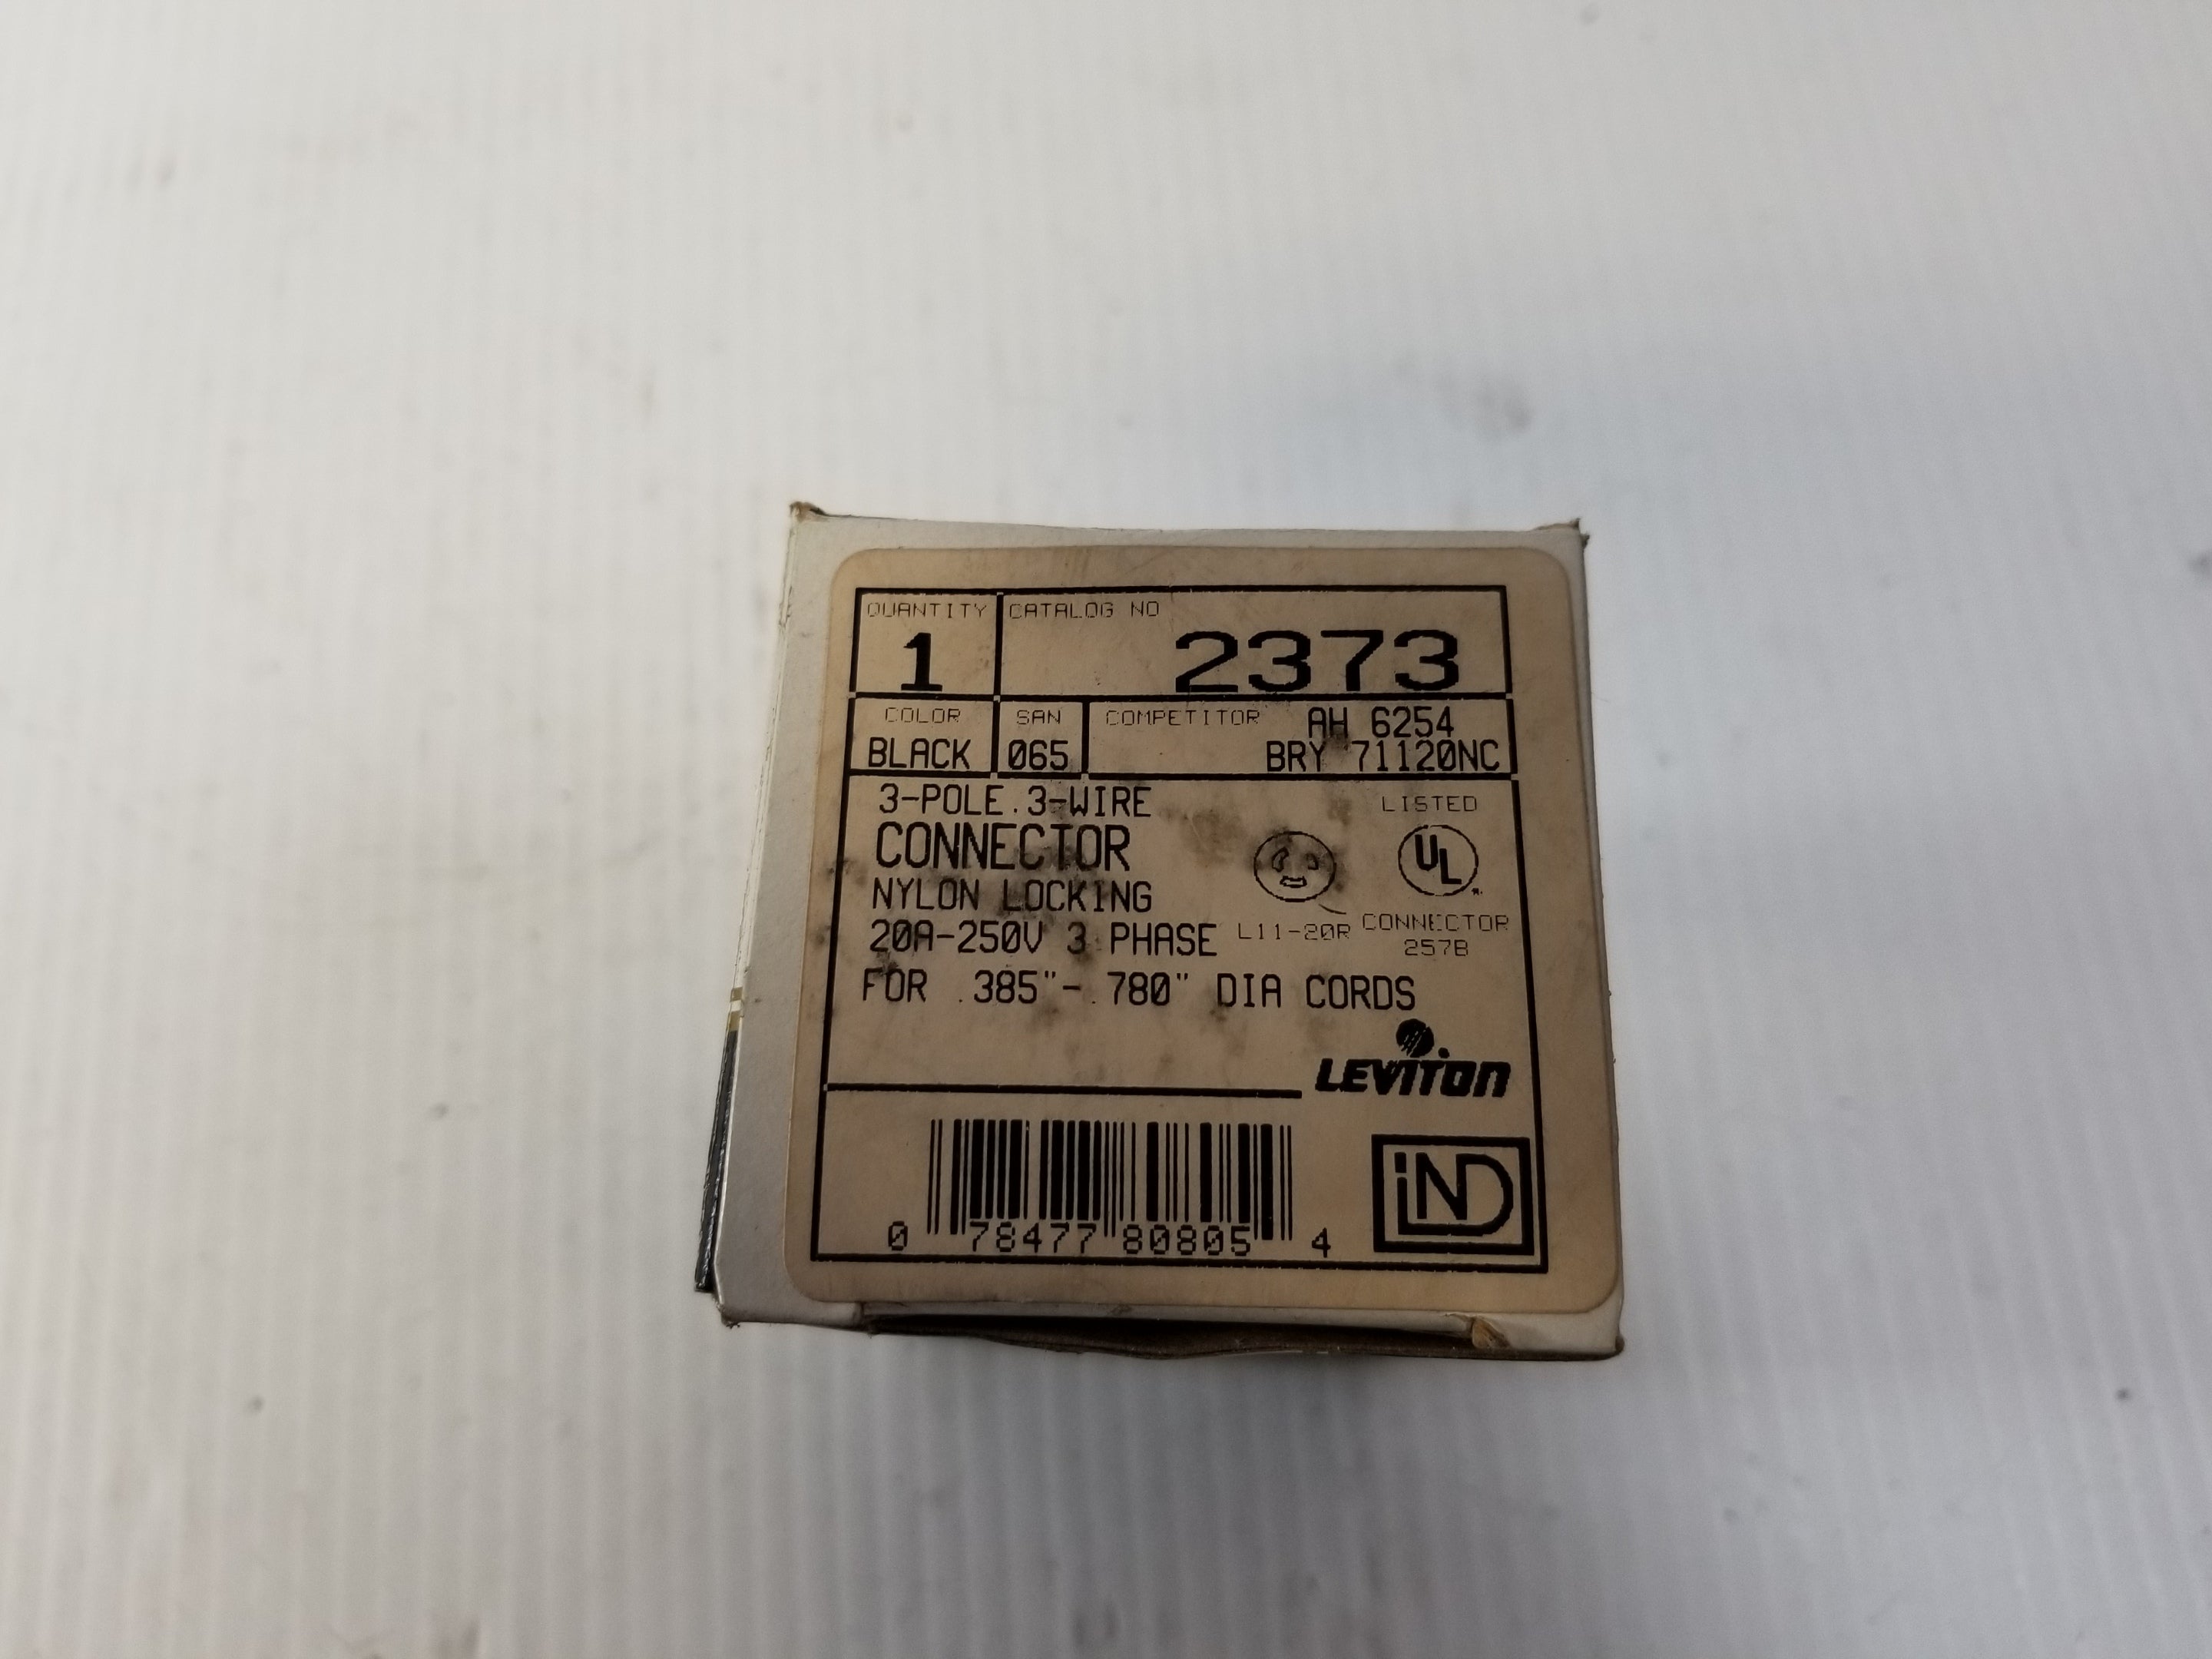 QUANTITY
1
CATALOG NO
2373
COLOR
BLACK
SAN
065
COMPETITOR AH 6254
BRY 71120NC
3-POLE.3-WIRE
CONNECTOR
NYLON LOCKING
20A-250V 3 PHASE
FOR .385"-.780" DIA CORDS
L11-20R
LISTED
UL
CONNECTOR
257B
LEVITON
0 78477 80805 4
IND